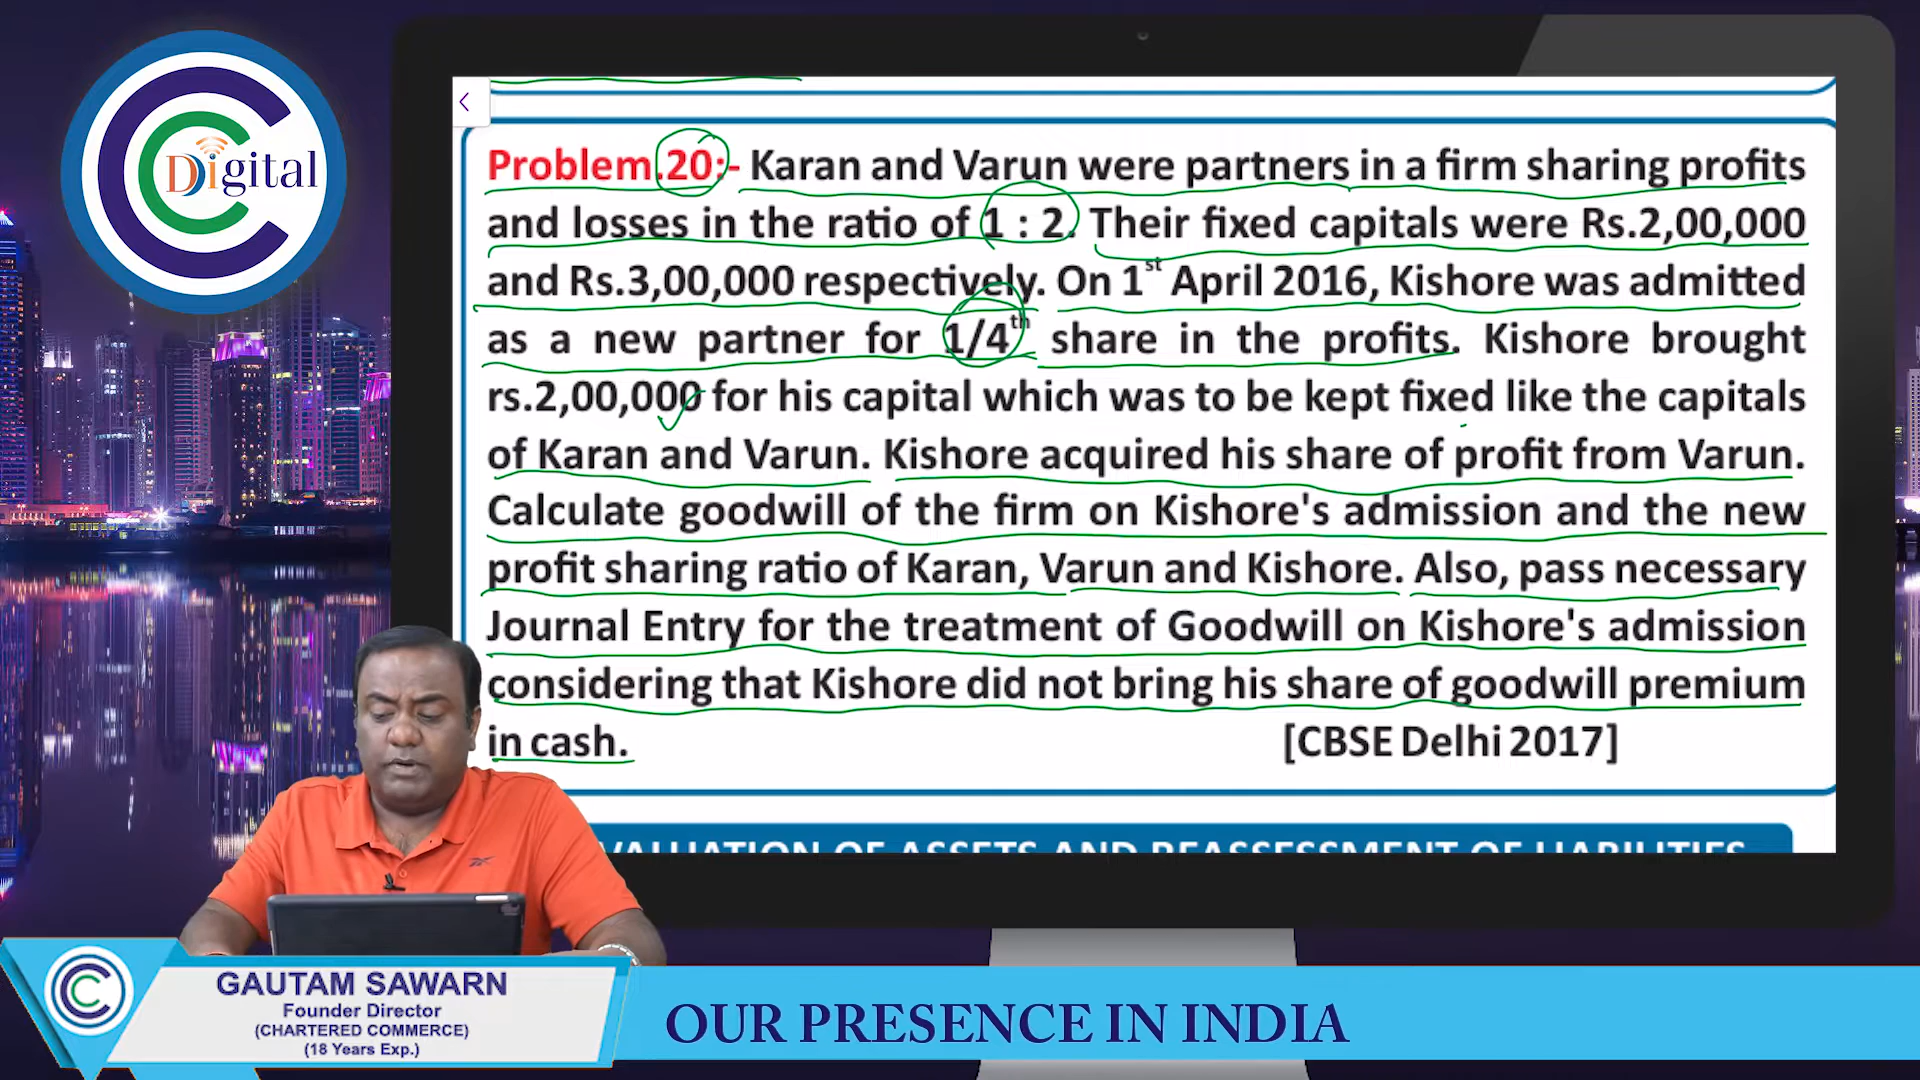 Digital
Problem.20:- Karan and Varun were partners in a firm sharing profits
and losses in the ratio of 1 : 2. Their fixed capitals were Rs.2,00,000
and Rs.3,00,000 respectively. On 1st April 2016, Kishore was admitted
as a new partner for 1/4th share in the profits. Kishore brought
rs.2,00,000 for his capital which was to be kept fixed like the capitals
of Karan and Varun. Kishore acquired his share of profit from Varun.
Calculate goodwill of the firm on Kishore's admission and the new
profit sharing ratio of Karan, Varun and Kishore. Also, pass necessary
Journal Entry for the treatment of Goodwill on Kishore's admission
considering that Kishore did not bring his share of goodwill premium
in cash. [CBSE Delhi 2017]
OF ASSETS AND REASSESSMENT OF LIABILITIES
GAUTAM SAWARN
Founder Director
(CHARTERED COMMERCE)
(18 Years Exp.)
OUR PRESENCE IN INDIA